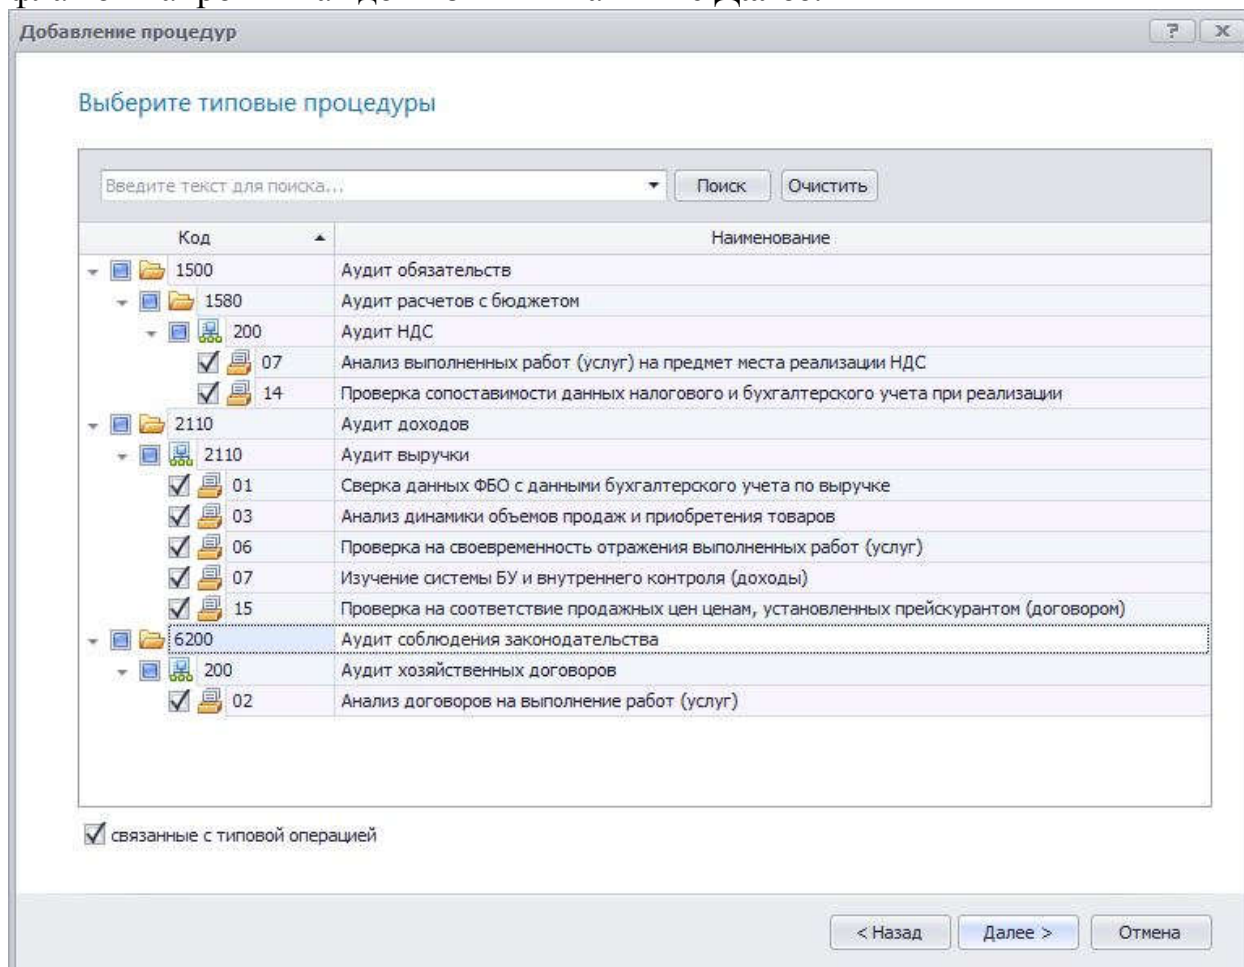 Добавление процедур
Выберите типовые процедуры
Введите текст для поиска... Поиск Очистить
Код Наименование
1500 Аудит обязательств
1580 Аудит расчетов с бюджетом
200 Аудит НДС
07 Анализ выполненных работ (услуг) на предмет места реализации НДС
14 Проверка сопоставимости данных налогового и бухгалтерского учета при реализации
2110 Аудит доходов
2110 Аудит выручки
01 Сверка данных ФБО с данными бухгалтерского учета по выручке
03 Анализ динамики объемов продаж и приобретения товаров
06 Проверка на своевременность отражения выполненных работ (услуг)
07 Изучение системы БУ и внутреннего контроля (доходы)
15 Проверка на соответствие продажных цен ценам, установленных прейскурантом (договором)
6200 Аудит соблюдения законодательства
200 Аудит хозяйственных договоров
02 Анализ договоров на выполнение работ (услуг)
связанные с типовой операцией
< Назад Далее > Отмена